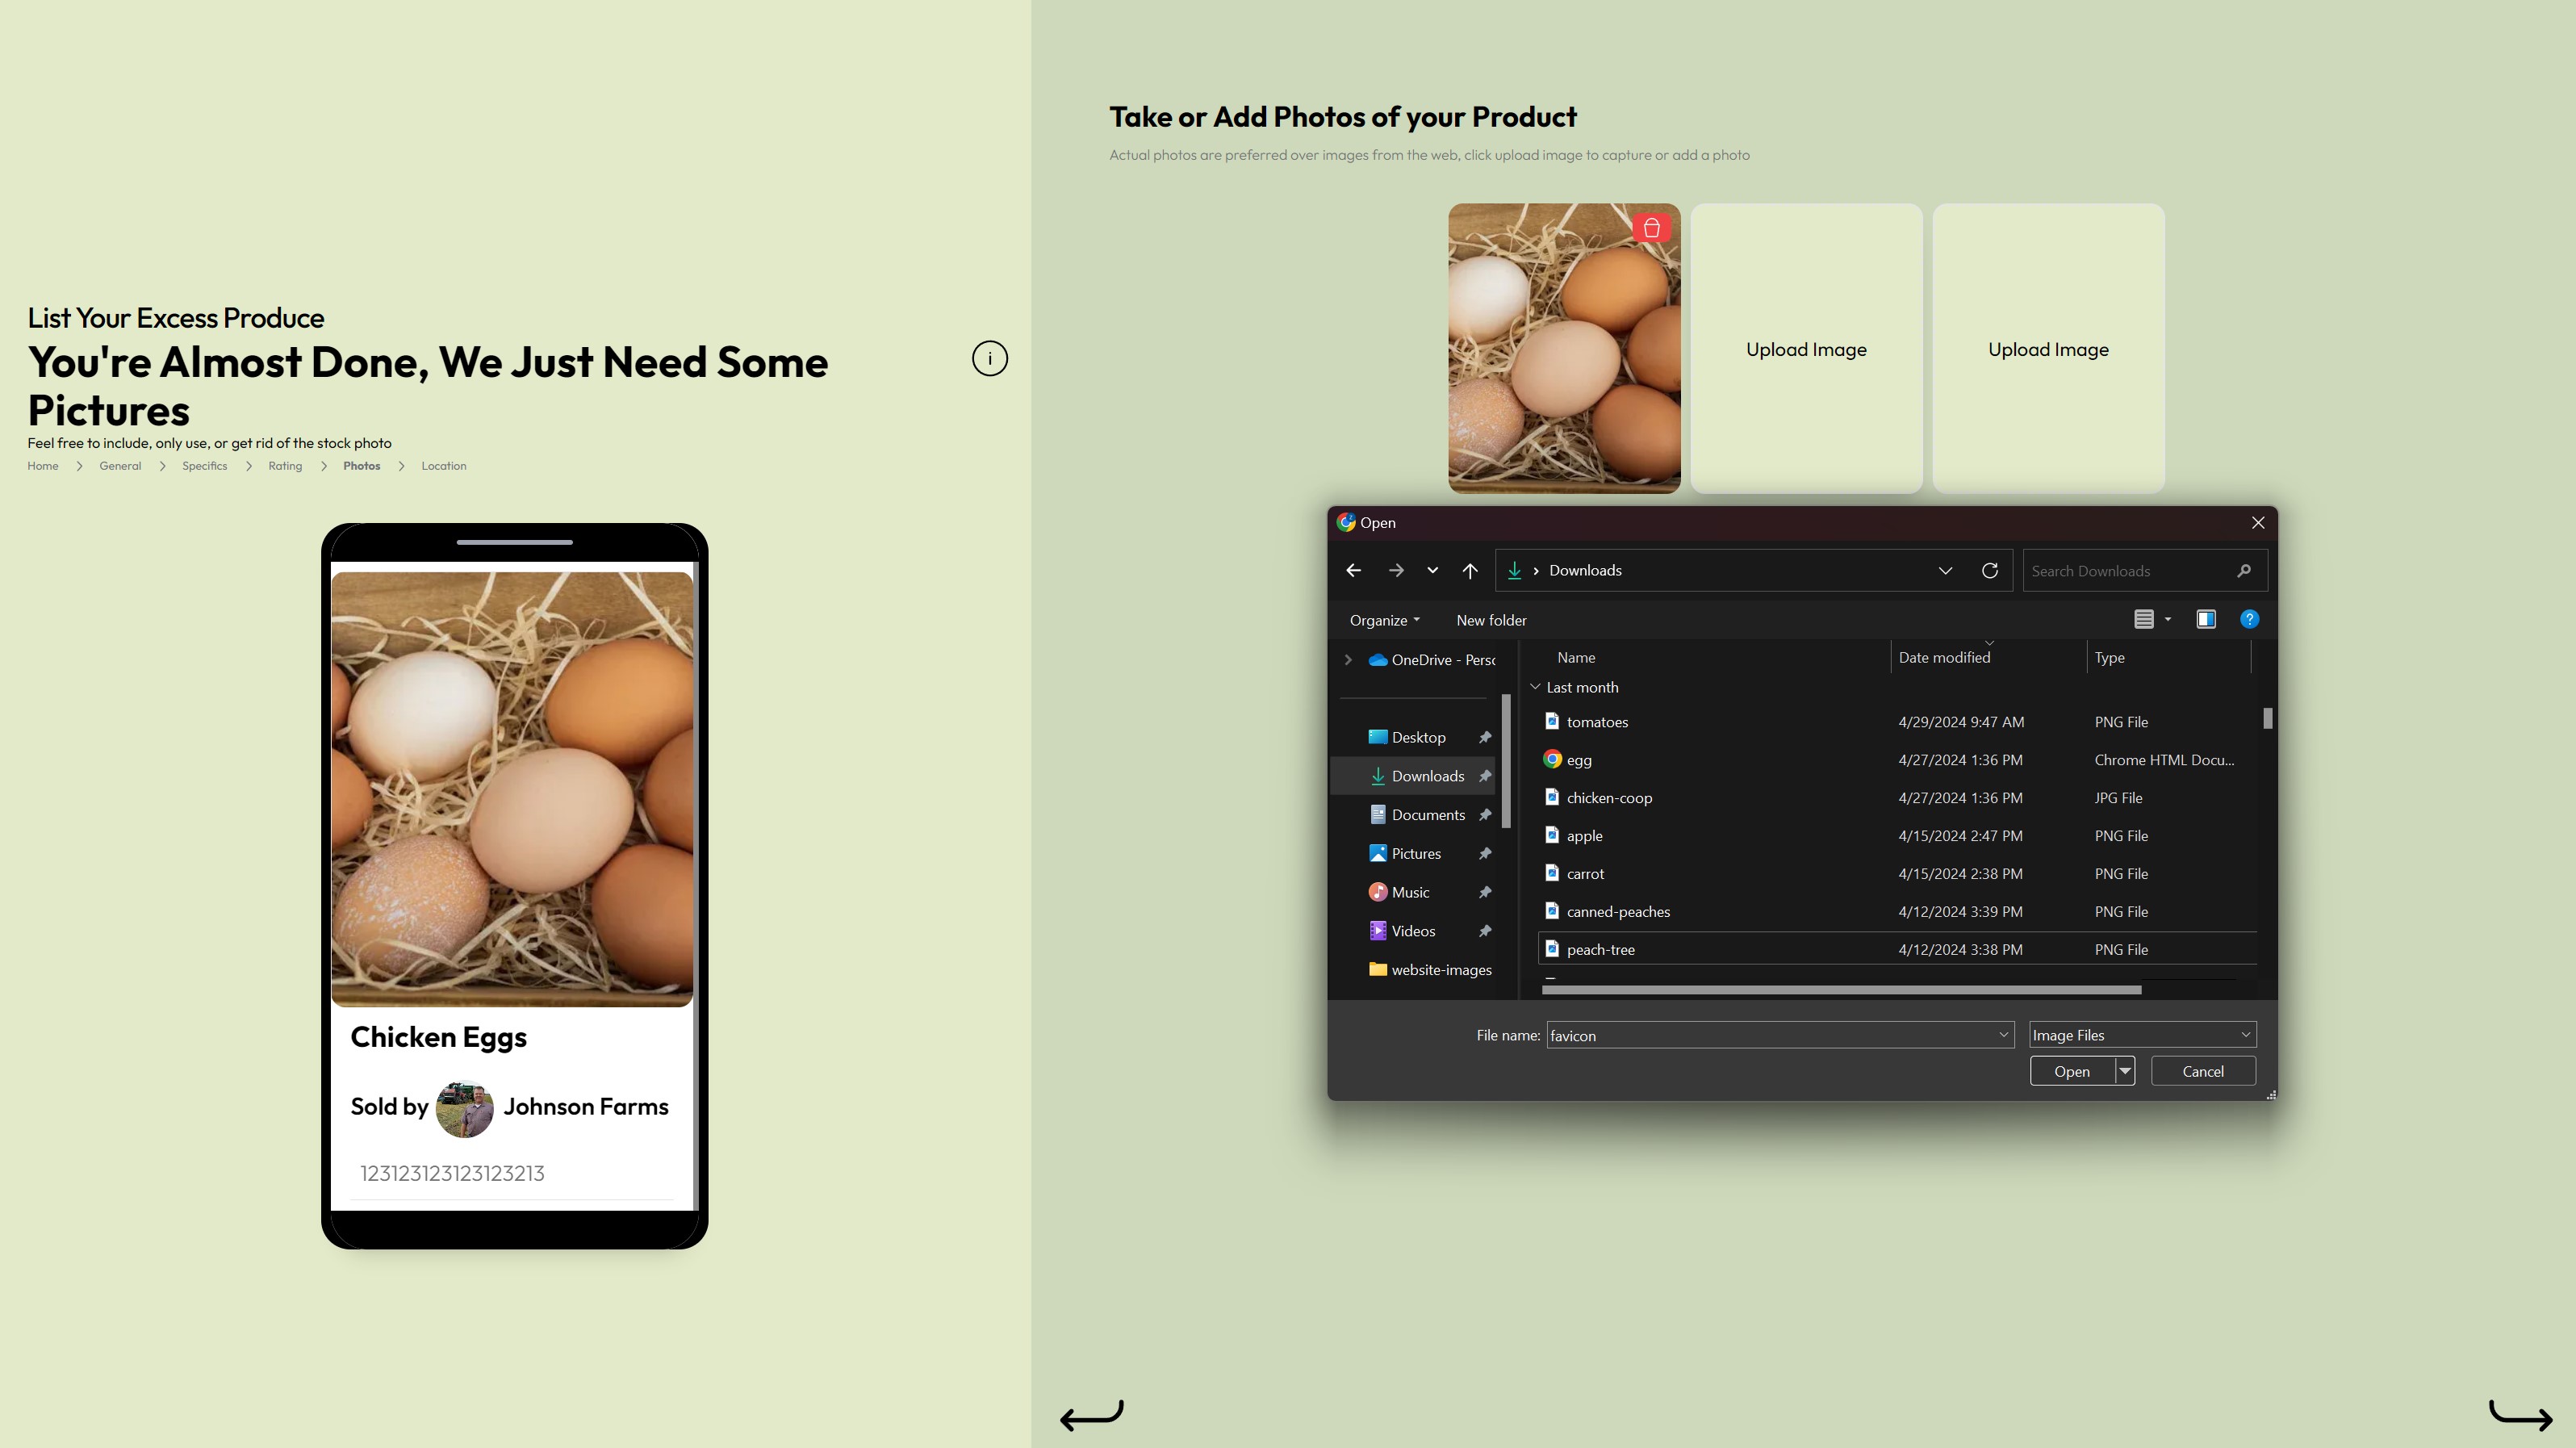 List Your Excess Produce
You're Almost Done, We Just Need Some
Pictures
Feel free to include, only use, or get rid of the stock photo
Home General Specifics Rating Photos Location
Chicken Eggs
Sold by Johnson Farms
123123123123123213
Take or Add Photos of your Product
Actual photos are preferred over images from the web, click upload image to capture or add a photo
Upload Image
Upload Image
Open
Downloads
Search Downloads
Organize New folder
OneDrive - Perso
Desktop
Downloads
Documents
Pictures
Music
Videos
website-images
Name Date modified Type
Last month
tomatoes 4/29/2024 9:47 AM PNG File
egg 4/27/2024 1:36 PM Chrome HTML Docu...
chicken-coop 4/27/2024 1:36 PM JPG File
apple 4/15/2024 2:47 PM PNG File
carrot 4/15/2024 2:38 PM PNG File
canned-peaches 4/12/2024 3:39 PM PNG File
peach-tree 4/12/2024 3:38 PM PNG File
File name: favicon Image Files
Open Cancel